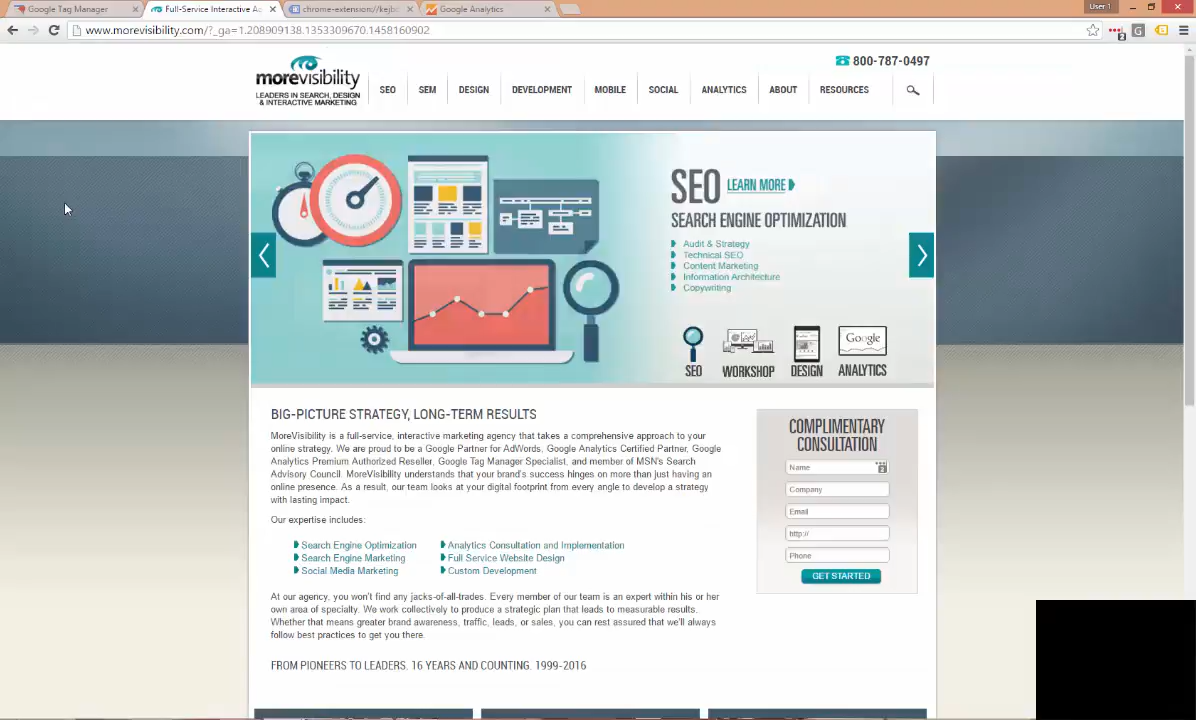 Google Tag Manager
Full-Service Interactive A
chrome-extension://kejb
Google Analytics
User 1
www.morevisibility.com/?_ga=1.208909138.1353309670.1458160902
800-787-0497
morevisibility
LEADERS IN SEARCH, DESIGN
& INTERACTIVE MARKETING
SEO
SEM
DESIGN
DEVELOPMENT
MOBILE
SOCIAL
ANALYTICS
ABOUT
RESOURCES
SEO LEARN MORE
SEARCH ENGINE OPTIMIZATION
Audit & Strategy
Technical SEO
Content Marketing
Information Architecture
Copywriting
Google
SEO
WORKSHOP
DESIGN
ANALYTICS
BIG-PICTURE STRATEGY, LONG-TERM RESULTS
MoreVisibility is a full-service, interactive marketing agency that takes a comprehensive approach to your
online strategy. We are proud to be a Google Partner for AdWords, Google Analytics Certified Partner, Google
Analytics Premium Authorized Reseller, Google Tag Manager Specialist, and member of MSN's Search
Advisory Council. MoreVisibility understands that your brand's success hinges on more than just having an
online presence. As a result, our team looks at your digital footprint from every angle to develop a strategy
with lasting impact.
Our expertise includes:
Search Engine Optimization
Search Engine Marketing
Social Media Marketing
Analytics Consultation and Implementation
Full Service Website Design
Custom Development
At our agency, you won't find any jacks-of-all-trades. Every member of our team is an expert within his or her
own area of specialty. We work collectively to produce a strategic plan that leads to measurable results.
Whether that means greater brand awareness, traffic, leads, or sales, you can rest assured that we'll always
follow best practices to get you there.
FROM PIONEERS TO LEADERS. 16 YEARS AND COUNTING. 1999-2016
COMPLIMENTARY
CONSULTATION
Name
Company
Email
http://
Phone
GET STARTED